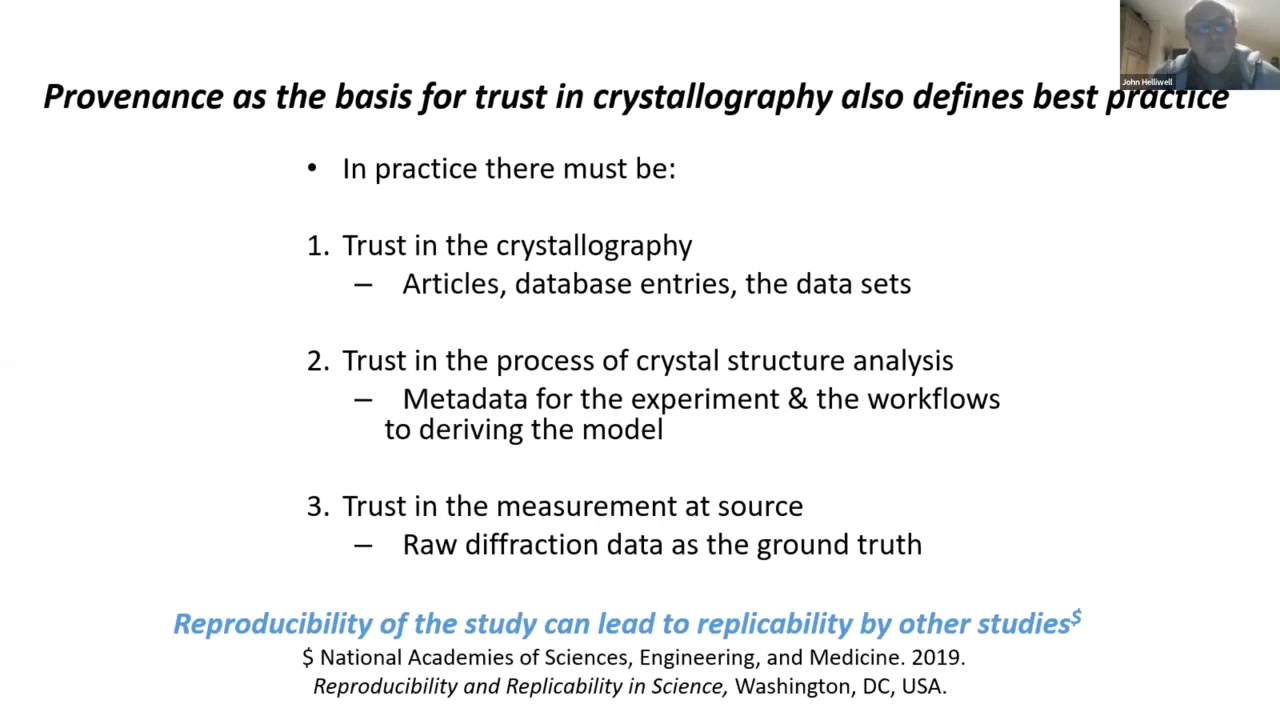 John Helliwell
Provenance as the basis for trust in crystallography also defines best practice
• In practice there must be:
1. Trust in the crystallography
– Articles, database entries, the data sets
2. Trust in the process of crystal structure analysis
– Metadata for the experiment & the workflows
to deriving the model
3. Trust in the measurement at source
– Raw diffraction data as the ground truth
Reproducibility of the study can lead to replicability by other studies$
$ National Academies of Sciences, Engineering, and Medicine. 2019.
Reproducibility and Replicability in Science, Washington, DC, USA.